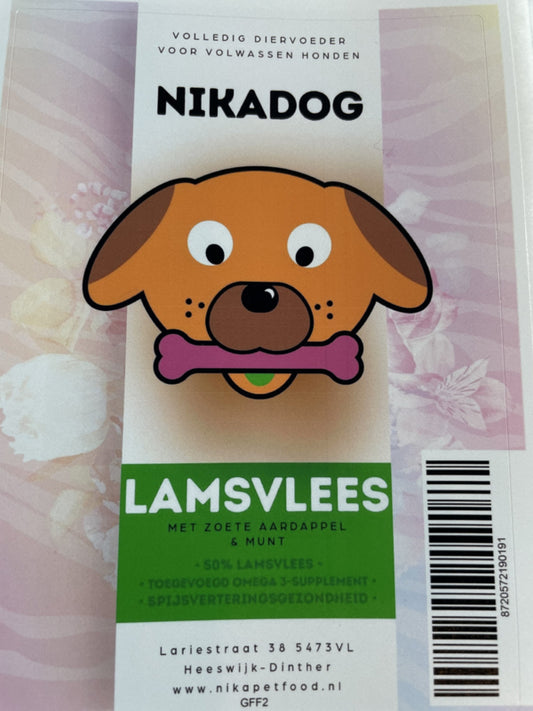 VOLLEDIG DIERVOEDER
VOOR VOLWASSEN HONDEN
NIKADOG
LAMSVLEES
MET ZOETE AARDAPPEL
& MUNT
• 50% LAMSVLEES •
• TOEGEVOEGD OMEGA 3-SUPPLEMENT •
• SPIJSVERTERINGSGEZONDHEID •
8720572190191
Lariestraat 38 5473VL
Heeswijk-Dinther
www.nikapetfood.nl
GFF2